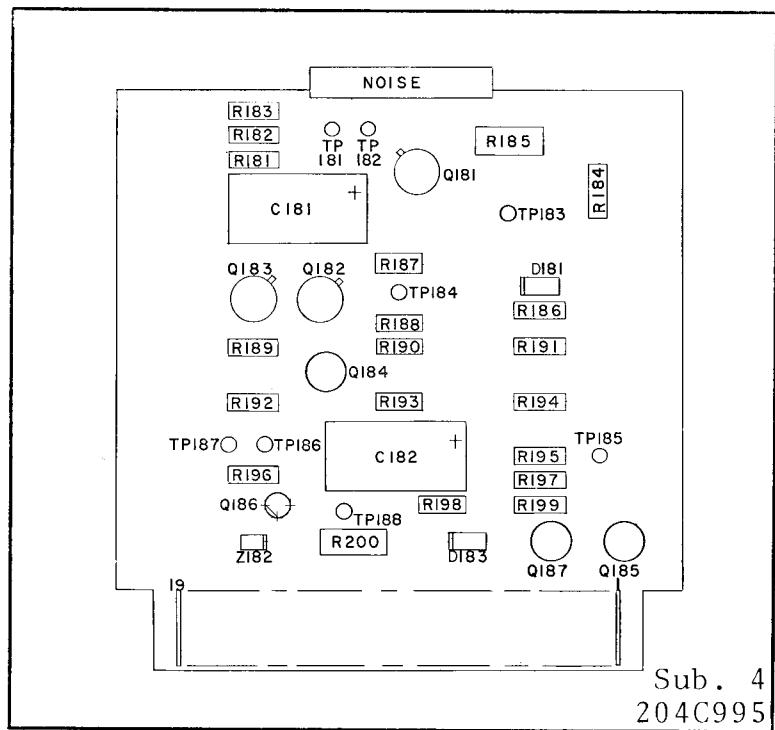 NOISE
R183
R182
R181
TP
181
TP
182
Q181
R185
R184
C181
+
TP183
Q183
Q182
R187
TP184
D181
R186
R188
R189
R190
R191
Q184
R192
R193
R194
TP187
TP186
C182
+
TP185
R195
R196
R197
Q186
TP188
R198
R199
Z182
R200
D183
Q187
Q185
19
1
Sub. 4
204C995